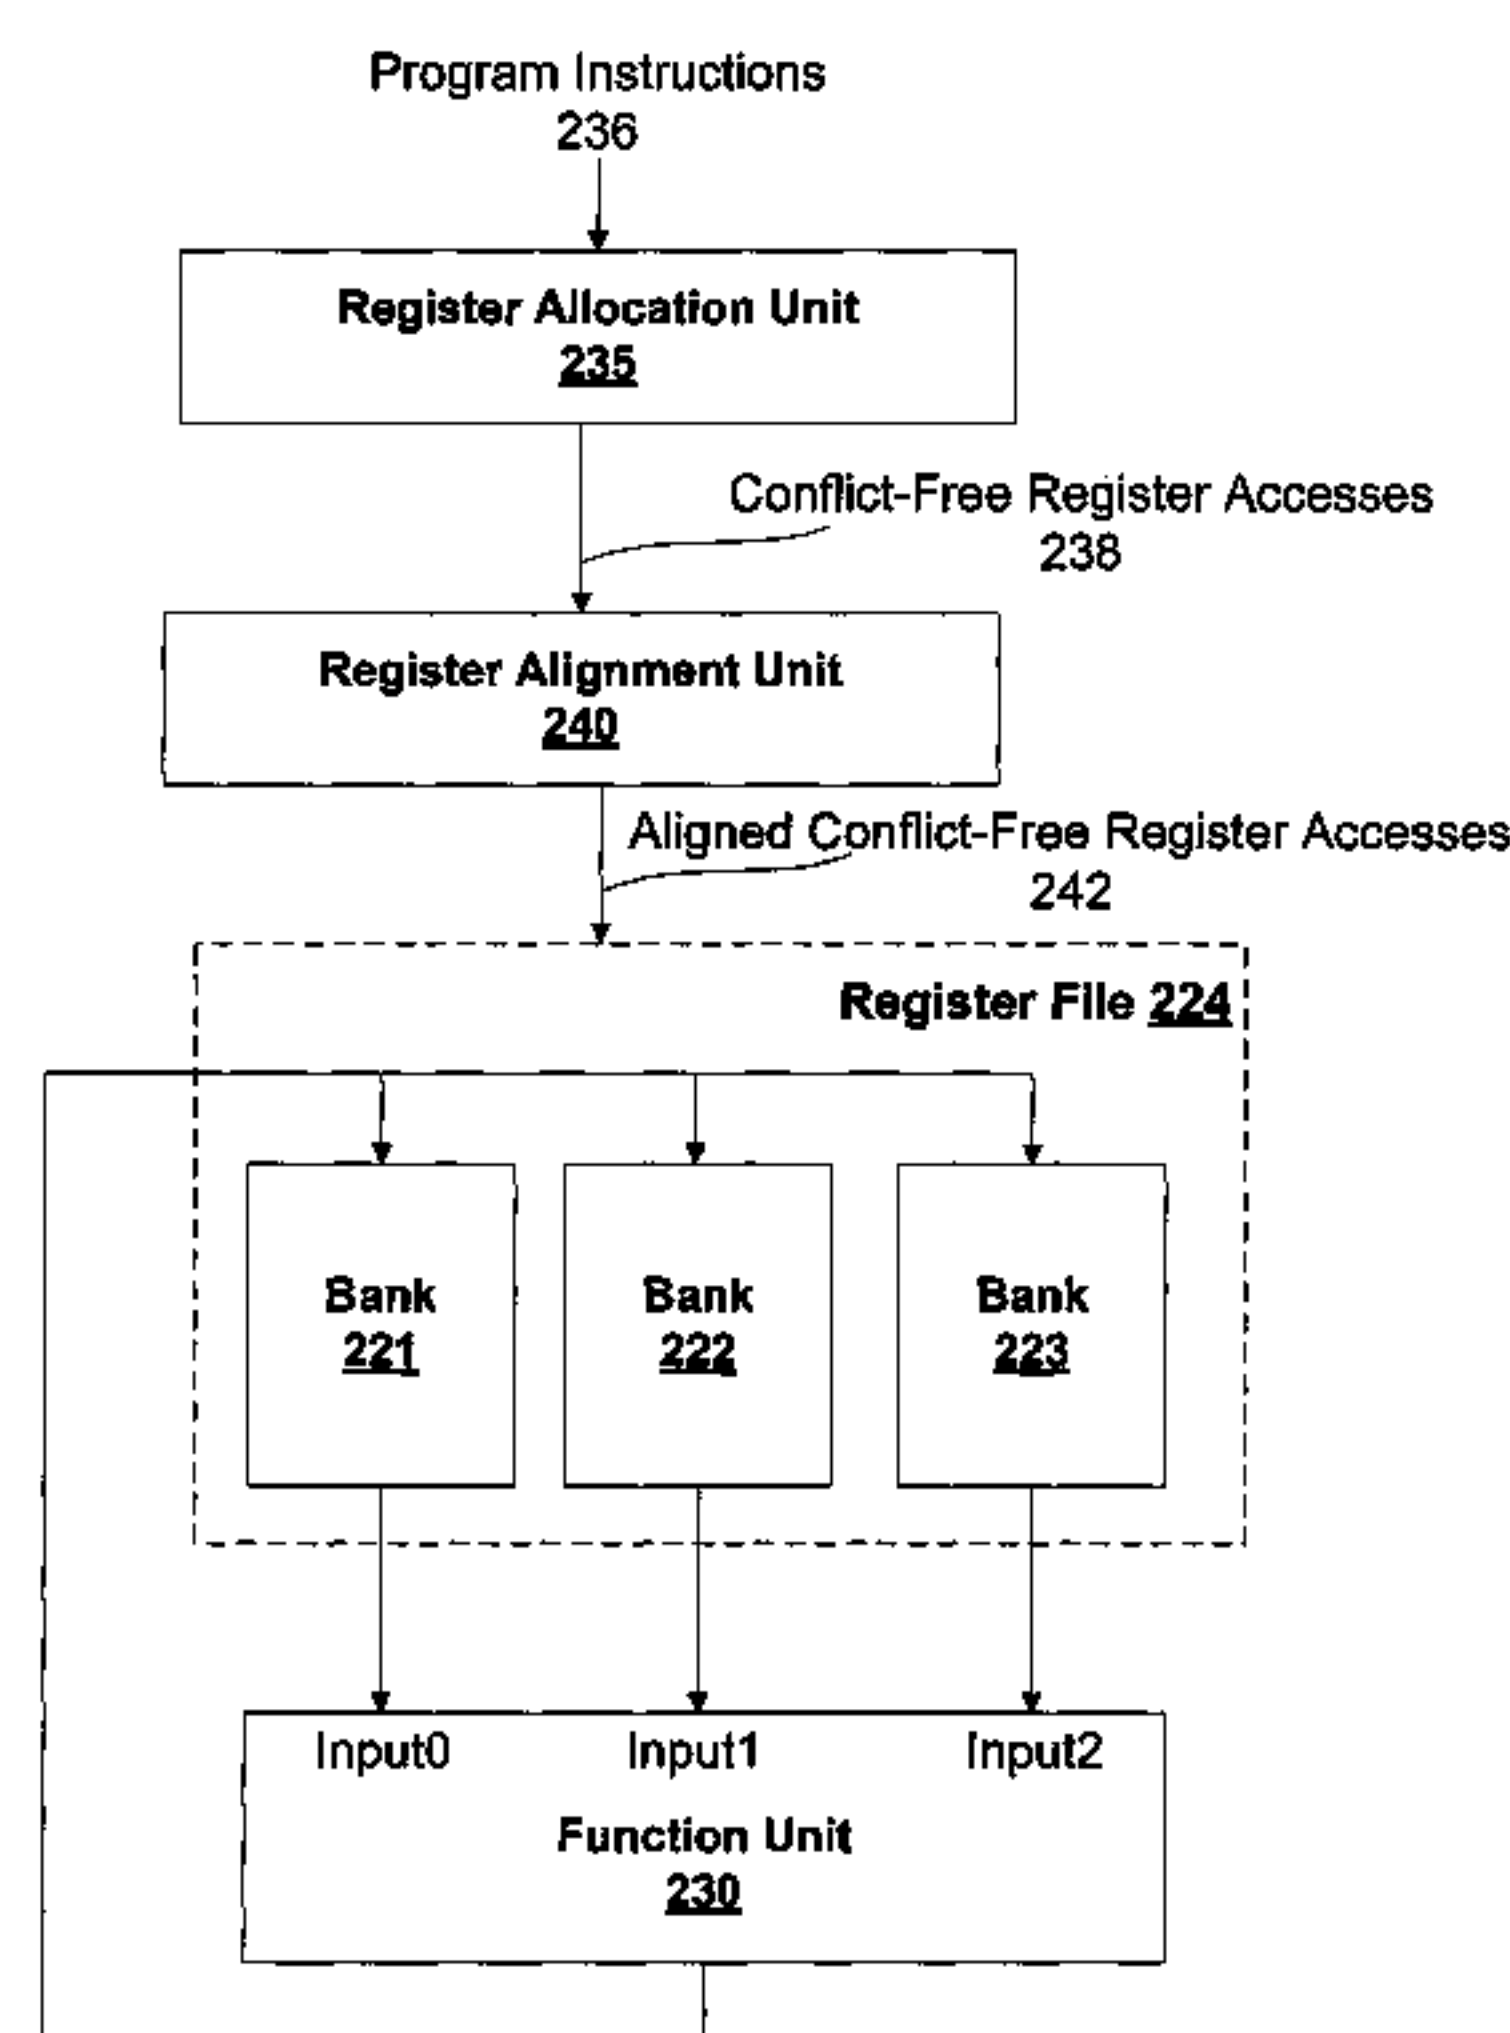 Program Instructions
236
Register Allocation Unit
235
Conflict-Free Register Accesses
238
Register Alignment Unit
240
Aligned Conflict-Free Register Accesses
242
Register File 224
Bank
221
Bank
222
Bank
223
Input0 Input1 Input2
Function Unit
230